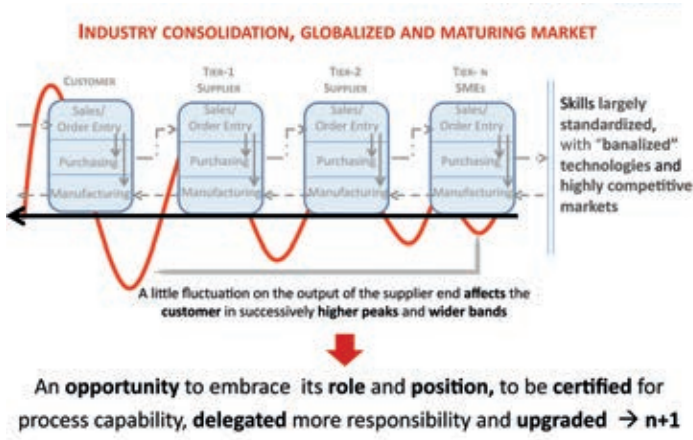 INDUSTRY CONSOLIDATION, GLOBALIZED AND MATURING MARKET
CUSTOMER
TIER-1
SUPPLIER
TIER-2
SUPPLIER
TIER- N
SMES
Sales/
Order Entry
Purchasing
Manufacturing
Sales/
Order Entry
Purchasing
Manufacturing
Sales/
Order Entry
Purchasing
Manufacturing
Sales/
Order Entry
Purchasing
Manufacturing
Skills largely
standardized,
with "banalized"
technologies and
highly competitive
markets
A little fluctuation on the output of the supplier end affects the
customer in successively higher peaks and wider bands
An opportunity to embrace its role and position, to be certified for
process capability, delegated more responsibility and upgraded → n+1